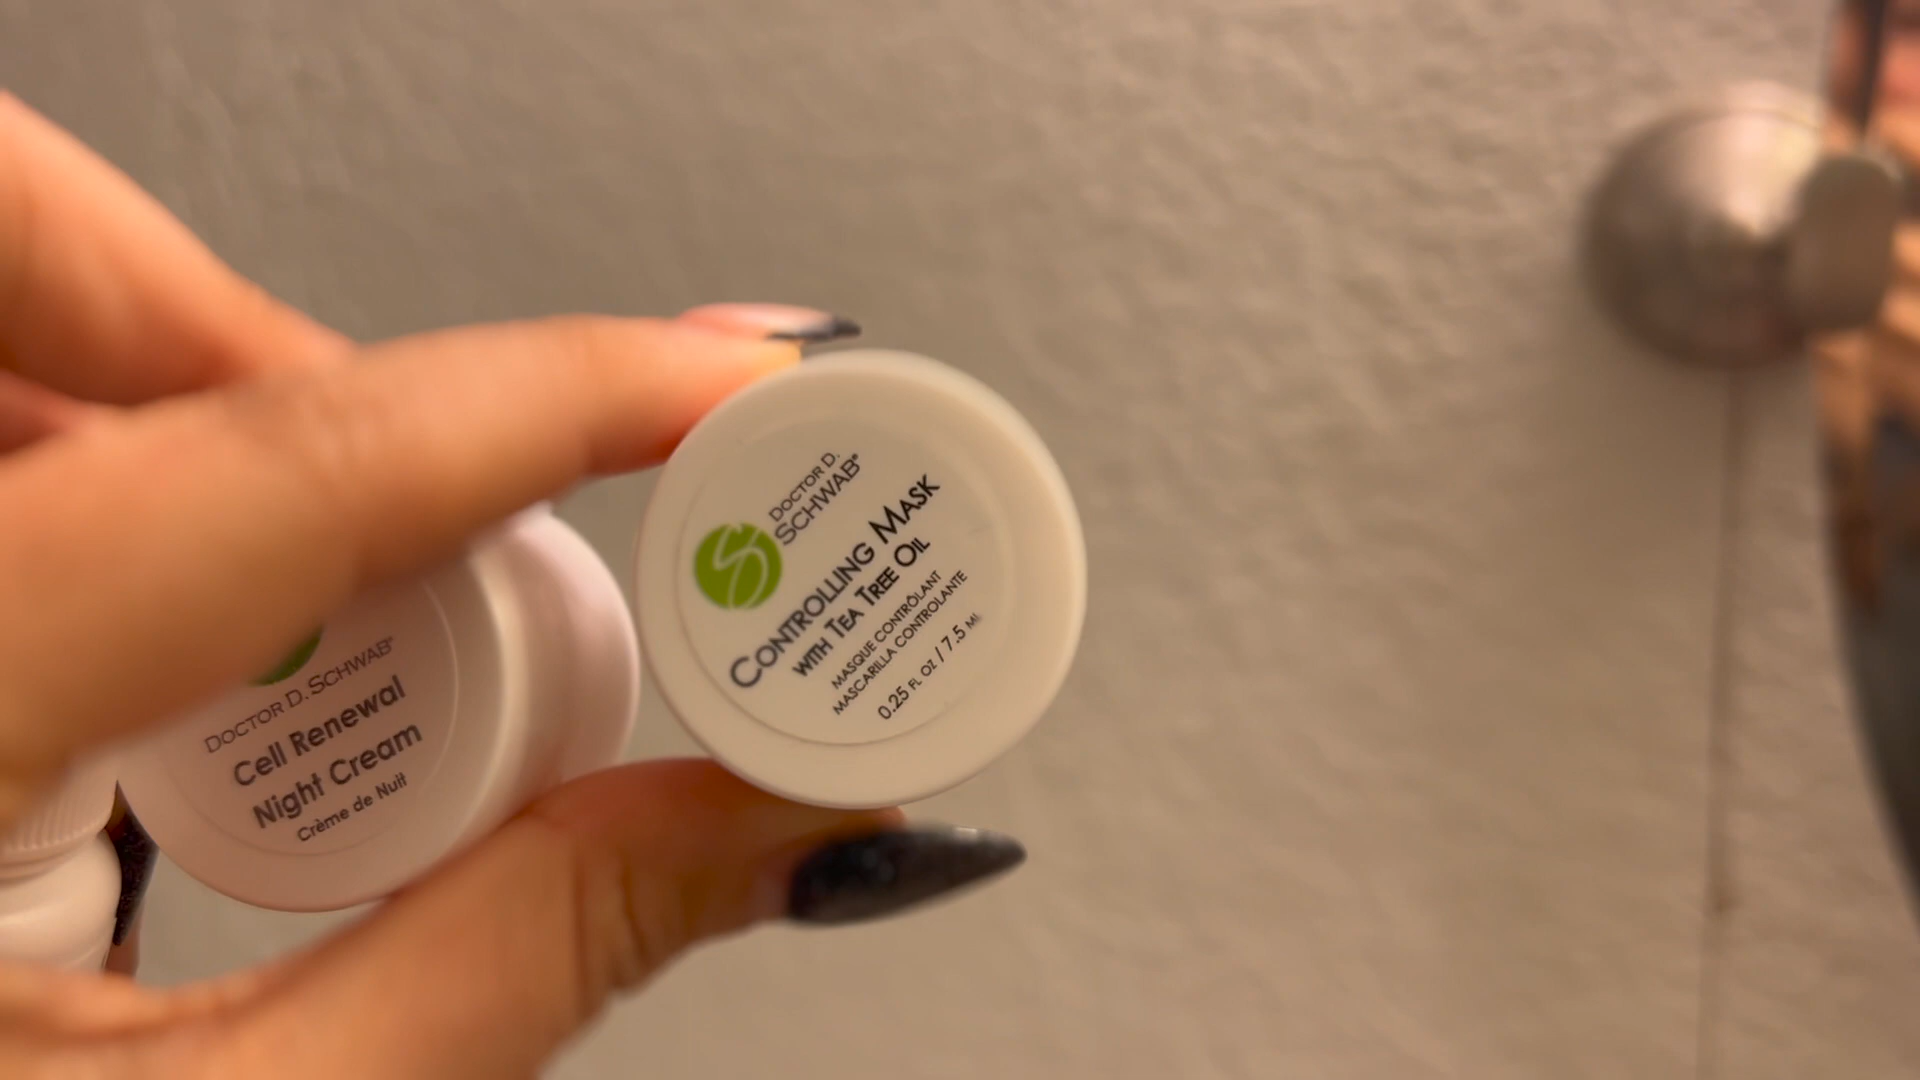 DOCTOR D.
SCHWAB®
CONTROLLING MASK
WITH TEA TREE OIL
MASQUE CONTRÔLANT
MASCARILLA CONTROLANTE
0.25 FL OZ / 7.5 ML
DOCTOR D. SCHWAB®
Cell Renewal
Night Cream
Crème de Nuit